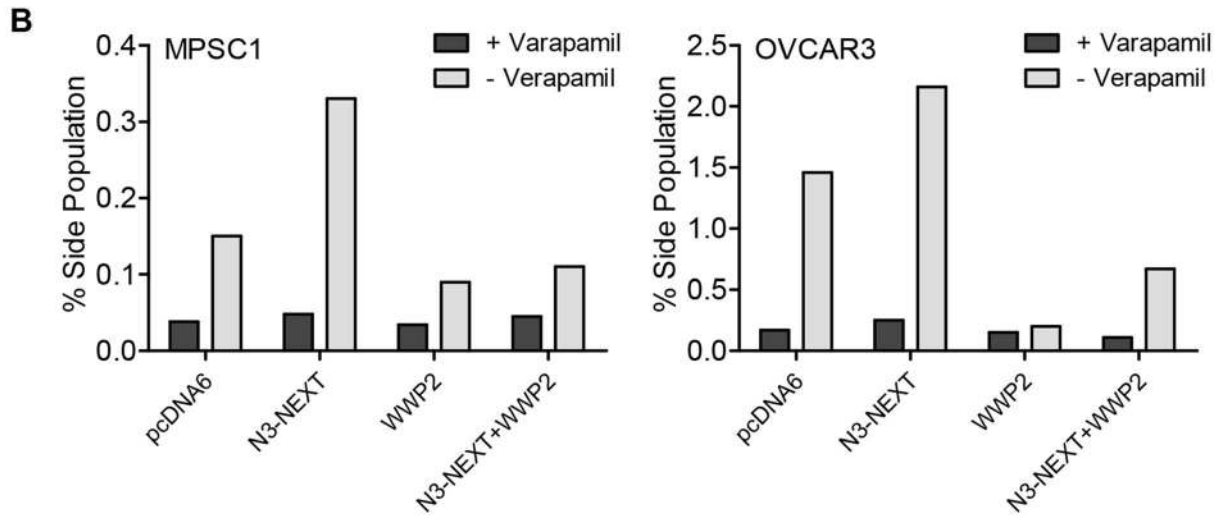 B
MPSC1
+ Varapamil
- Verapamil
% Side Population
0.4
0.3
0.2
0.1
0.0
pcDNA6
N3-NEXT
WWP2
N3-NEXT+WWP2
OVCAR3
+ Varapamil
- Verapamil
% Side Population
2.5
2.0
1.5
1.0
0.5
0.0
pcDNA6
N3-NEXT
WWP2
N3-NEXT+WWP2